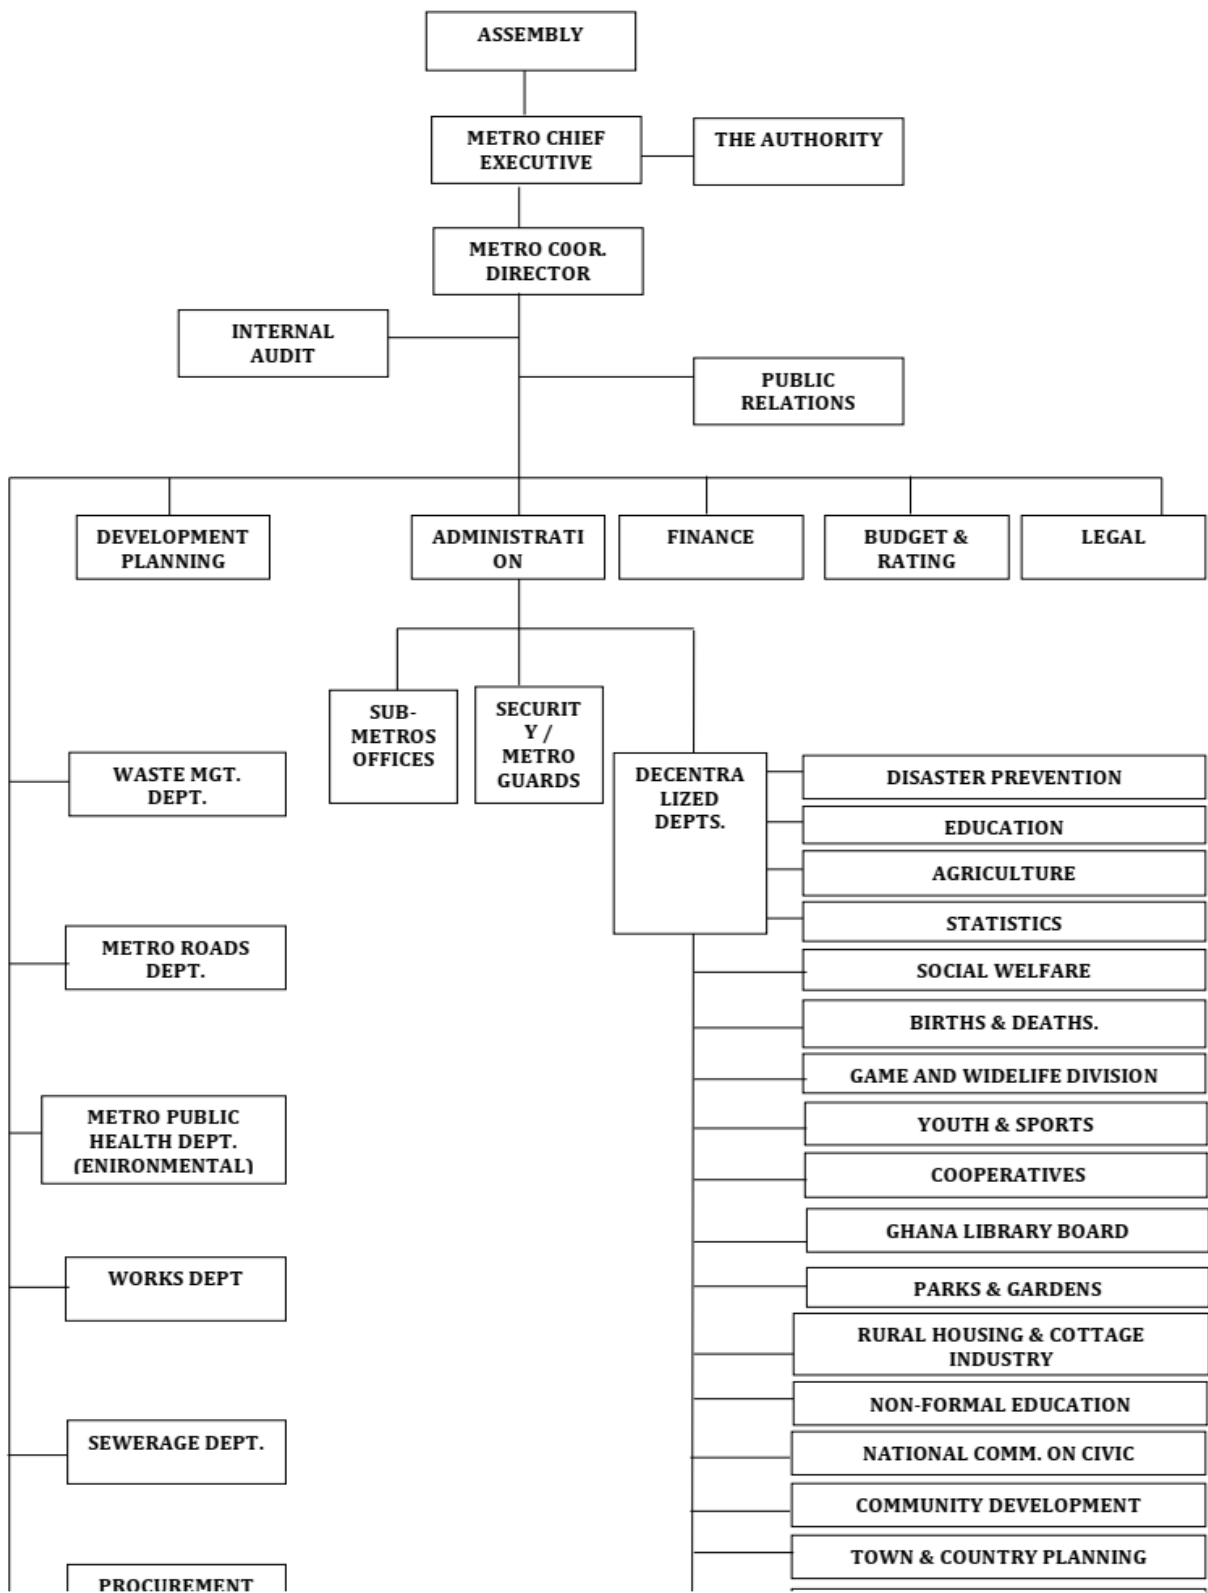 ASSEMBLY
METRO CHIEF
EXECUTIVE
THE AUTHORITY
METRO C0OR.
DIRECTOR
INTERNAL
AUDIT
PUBLIC
RELATIONS
DEVELOPMENT
PLANNING
ADMINISTRATI
ON
FINANCE
BUDGET &
RATING
LEGAL
SUB-
METROS
OFFICES
SECURIT
Y /
METRO
GUARDS
DECENTRA
LIZED
DEPTS.
WASTE MGT.
DEPT.
METRO ROADS
DEPT.
METRO PUBLIC
HEALTH DEPT.
(ENIRONMENTAL)
WORKS DEPT
SEWERAGE DEPT.
PROCUREMENT
DISASTER PREVENTION
EDUCATION
AGRICULTURE
STATISTICS
SOCIAL WELFARE
BIRTHS & DEATHS.
GAME AND WIDELIFE DIVISION
YOUTH & SPORTS
COOPERATIVES
GHANA LIBRARY BOARD
PARKS & GARDENS
RURAL HOUSING & COTTAGE
INDUSTRY
NON-FORMAL EDUCATION
NATIONAL COMM. ON CIVIC
COMMUNITY DEVELOPMENT
TOWN & COUNTRY PLANNING